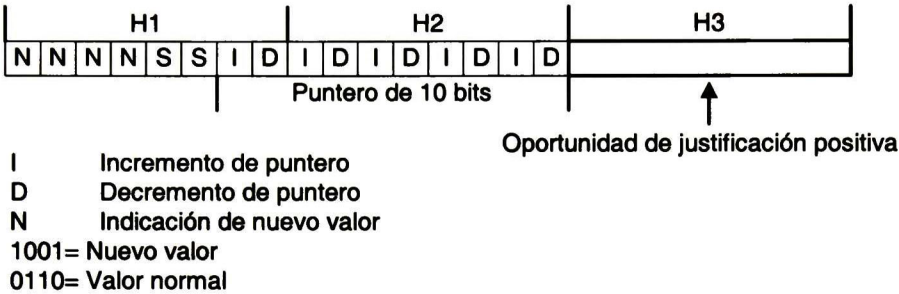 H1 H2 H3
N N N N S S I D I D I D I D I D
Puntero de 10 bits
Oportunidad de justificación positiva
I Incremento de puntero
D Decremento de puntero
N Indicación de nuevo valor
1001= Nuevo valor
0110= Valor normal